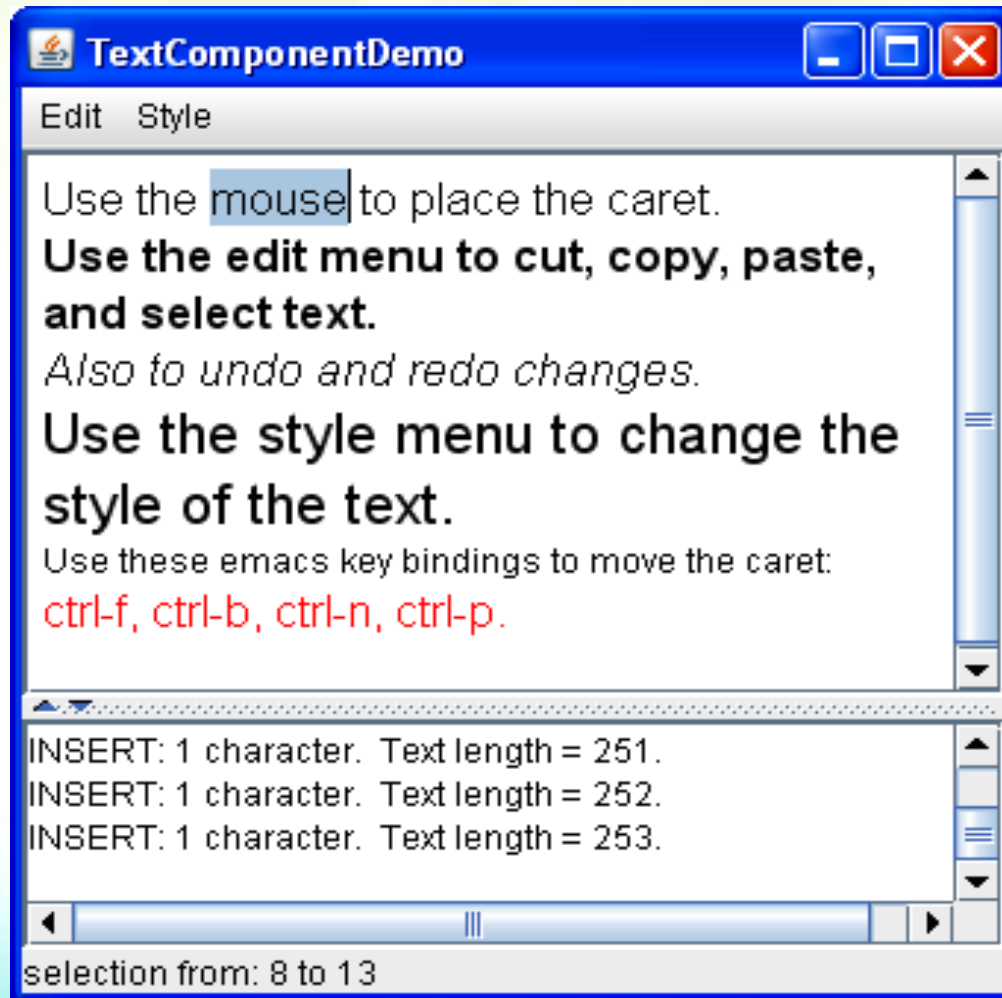 TextComponentDemo
Edit Style
Use the mouse to place the caret.
Use the edit menu to cut, copy, paste,
and select text.
Also to undo and redo changes.
Use the style menu to change the
style of the text.
Use these emacs key bindings to move the caret:
ctrl-f, ctrl-b, ctrl-n, ctrl-p.
INSERT: 1 character.  Text length = 251.
INSERT: 1 character.  Text length = 252.
INSERT: 1 character.  Text length = 253.
selection from: 8 to 13